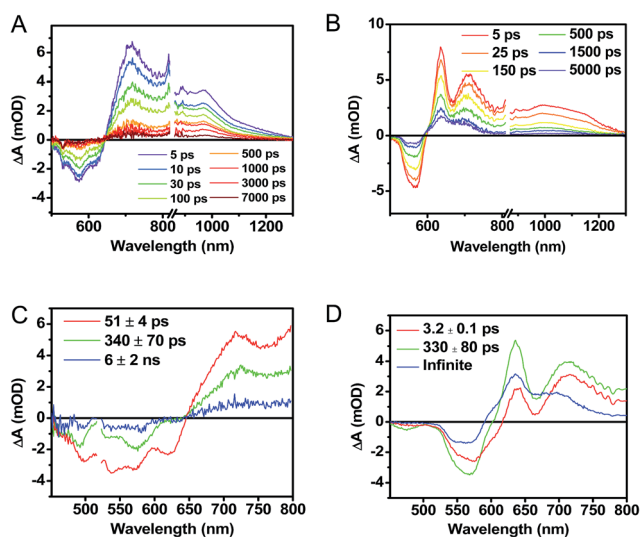 A
ΔA (mOD)
6
4
2
0
-2
-4
5 ps
10 ps
30 ps
100 ps
500 ps
1000 ps
3000 ps
7000 ps
600 800 1000 1200
Wavelength (nm)
B
ΔA (mOD)
10
5
0
-5
5 ps
25 ps
150 ps
500 ps
1500 ps
5000 ps
600 800 1000 1200
Wavelength (nm)
C
ΔA (mOD)
6
4
2
0
-2
-4
51 ± 4 ps
340 ± 70 ps
6 ± 2 ns
500 550 600 650 700 750 800
Wavelength (nm)
D
ΔA (mOD)
8
6
4
2
0
-2
-4
3.2 ± 0.1 ps
330 ± 80 ps
Infinite
450 500 550 600 650 700 750 800
Wavelength (nm)